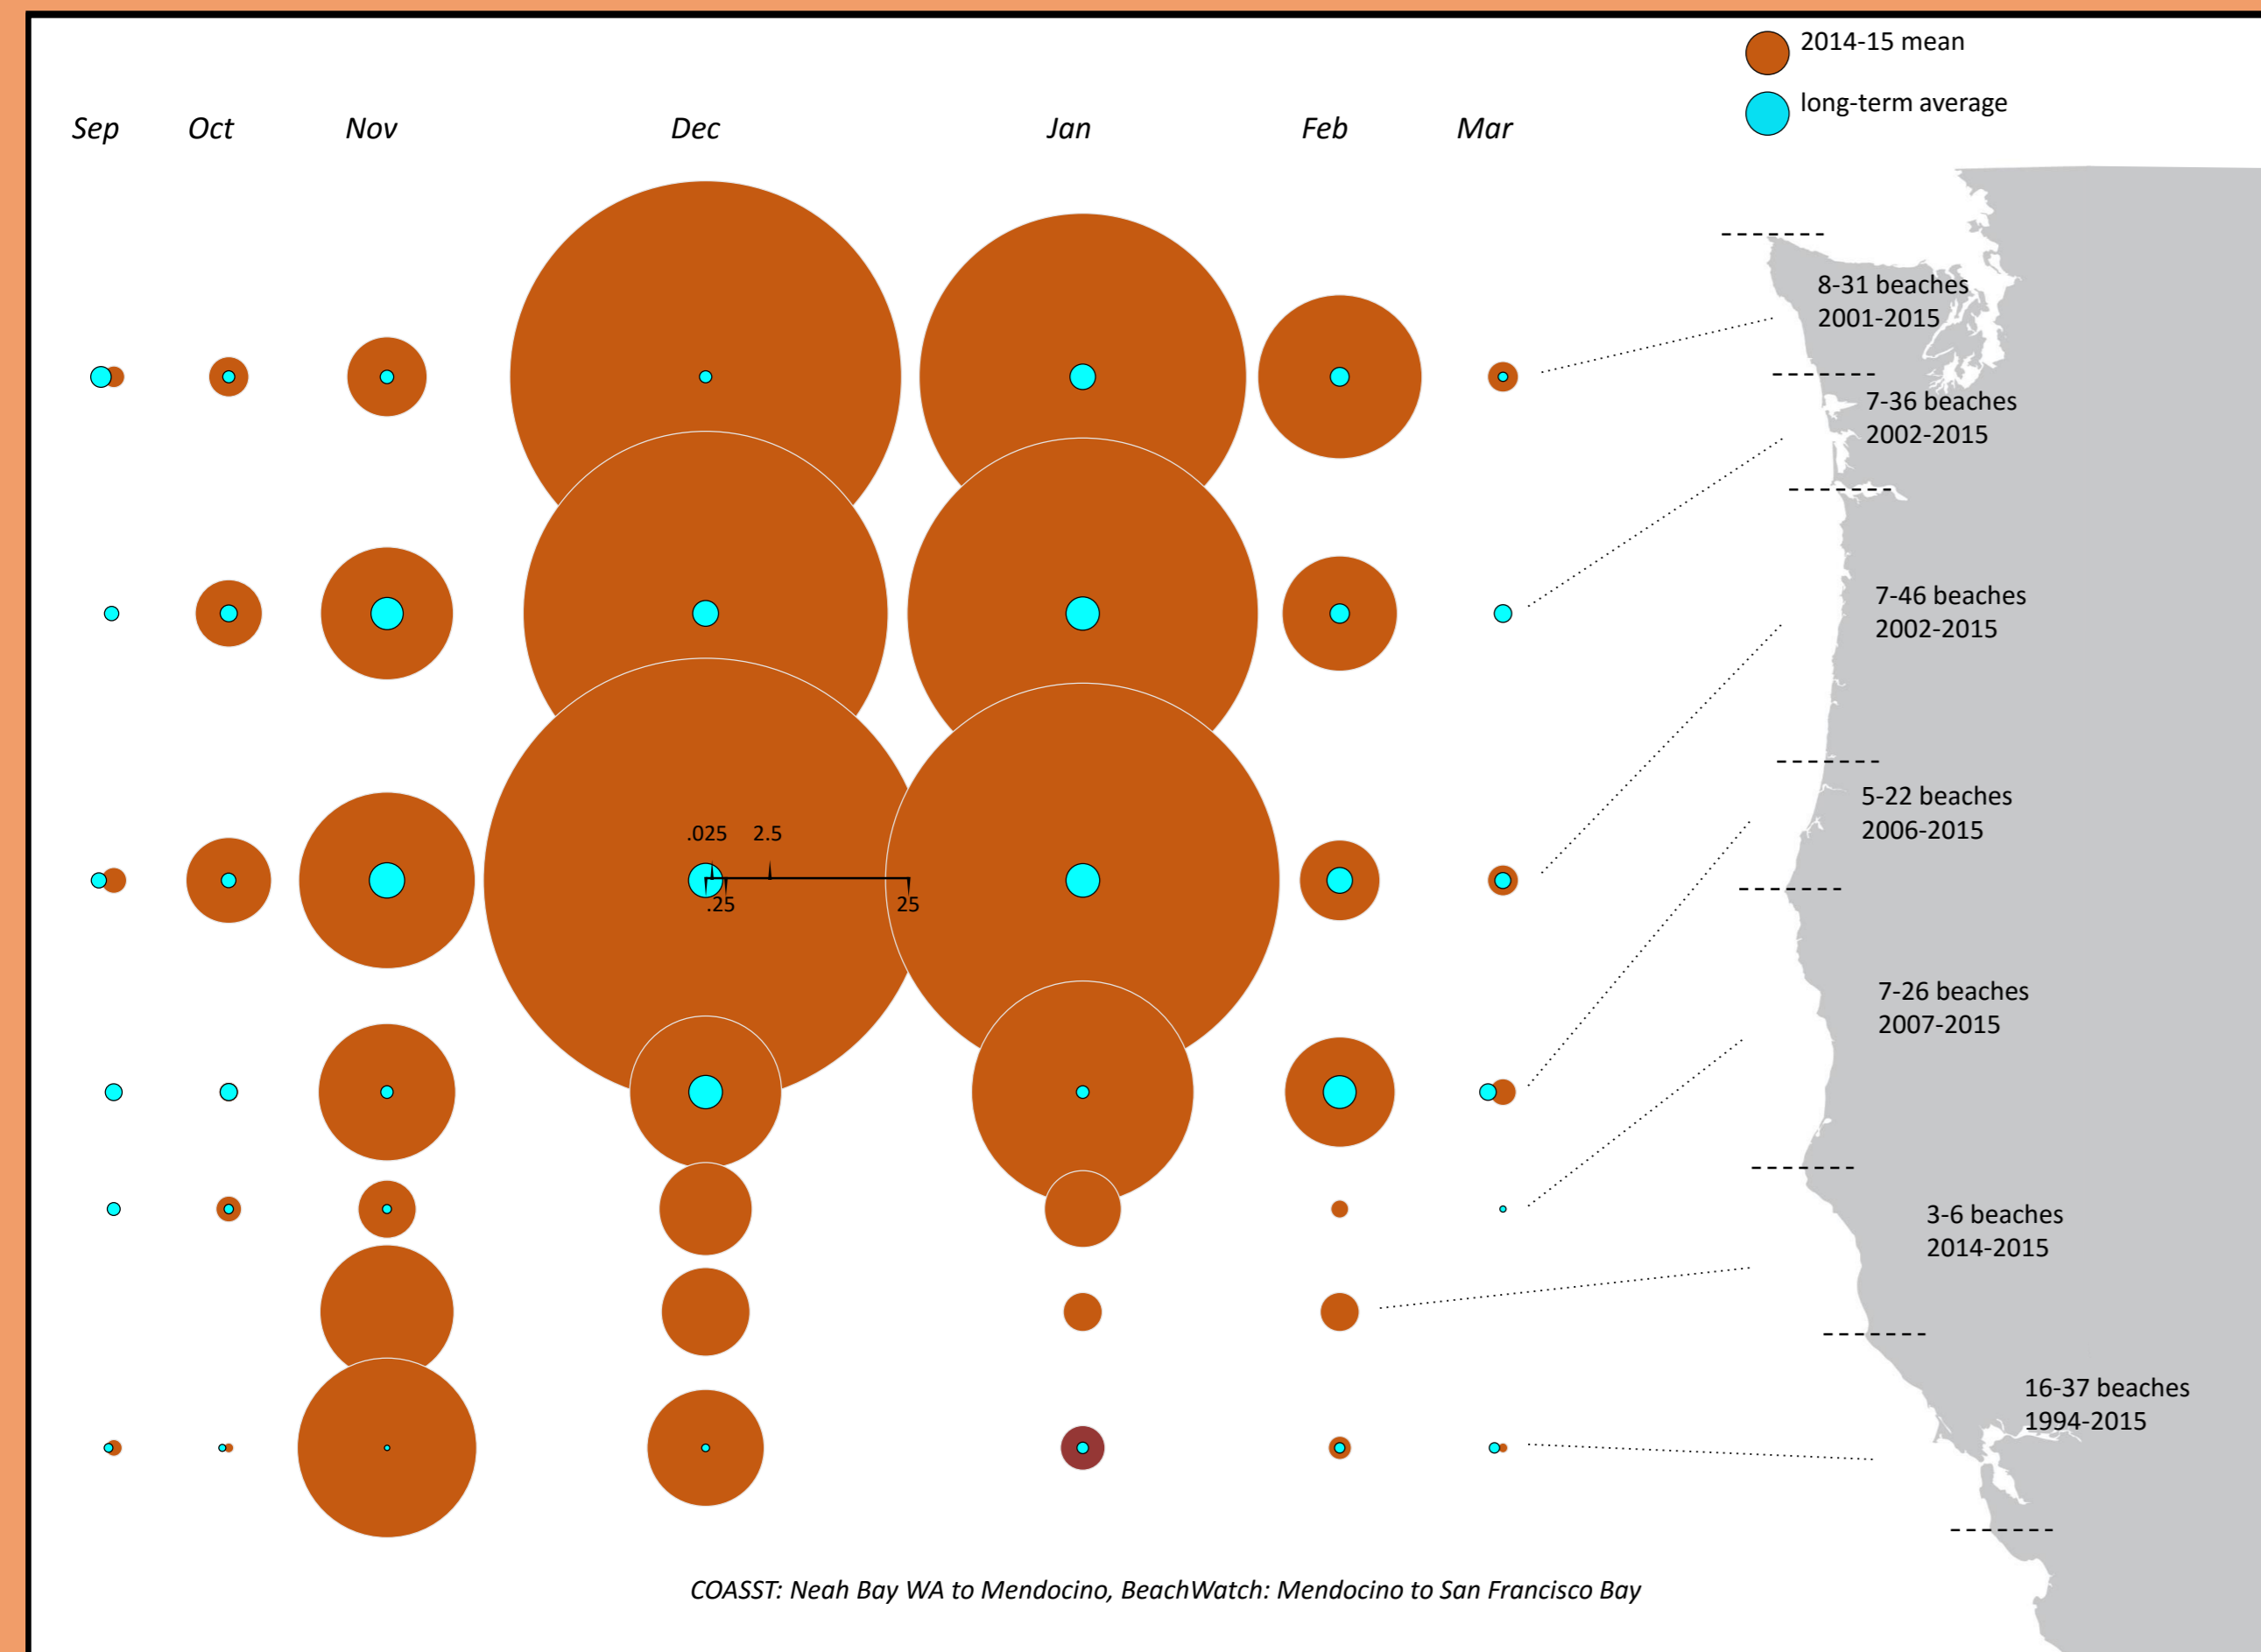 2014-15 mean
long-term average
Sep Oct Nov Dec Jan Feb Mar
8-31 beaches
2001-2015
7-36 beaches
2002-2015
7-46 beaches
2002-2015
5-22 beaches
2006-2015
.025 2.5
.25 25
7-26 beaches
2007-2015
3-6 beaches
2014-2015
16-37 beaches
1994-2015
COASST: Neah Bay WA to Mendocino, BeachWatch: Mendocino to San Francisco Bay